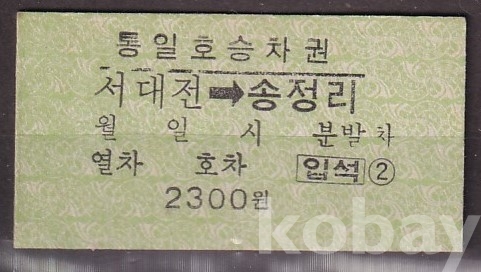 통일호승차권
서대전➡송정리
월 일 시 분발차
열차 호차 입석 ②
2300원
kobay